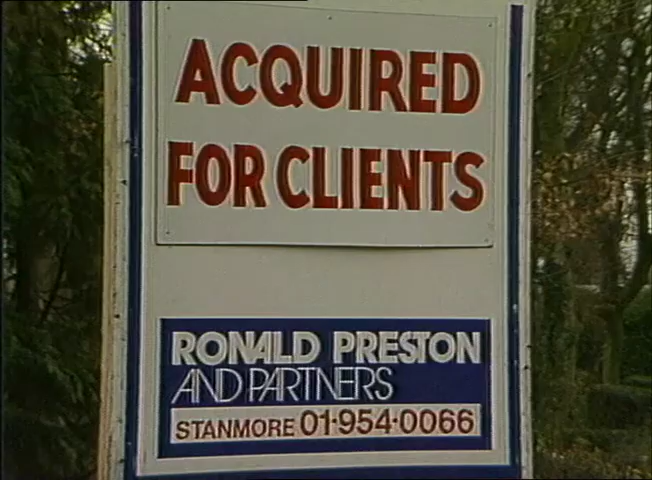 ACQUIRED
FOR CLIENTS
RONALD PRESTON
AND PARTNERS
STANMORE 01·954·0066